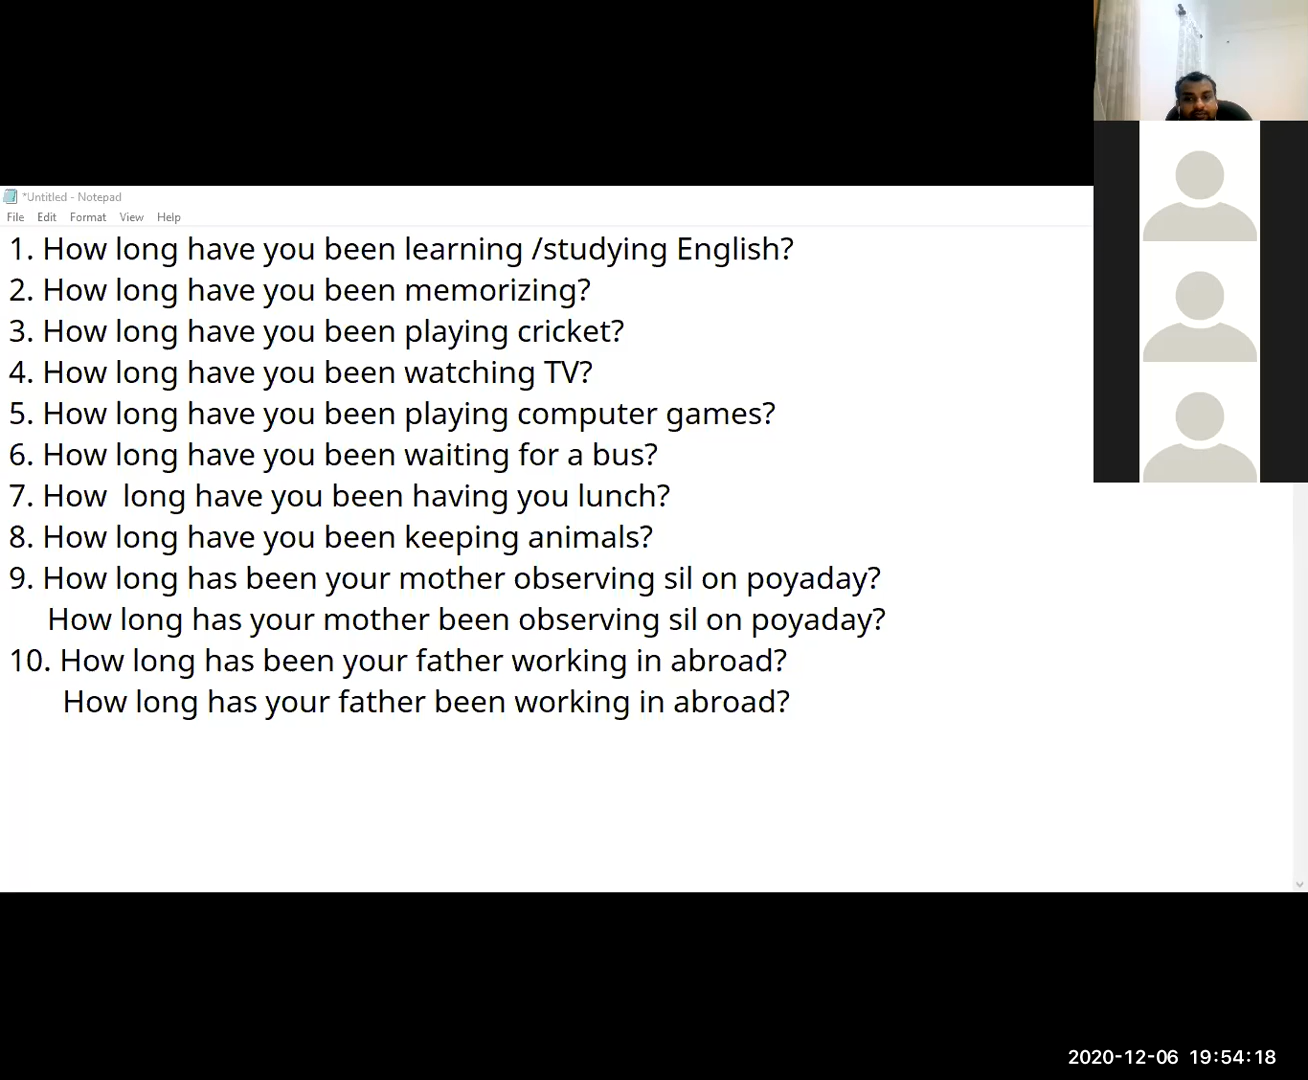 *Untitled - Notepad
File Edit Format View Help
1. How long have you been learning /studying English?
2. How long have you been memorizing?
3. How long have you been playing cricket?
4. How long have you been watching TV?
5. How long have you been playing computer games?
6. How long have you been waiting for a bus?
7. How  long have you been having you lunch?
8. How long have you been keeping animals?
9. How long has been your mother observing sil on poyaday?
How long has your mother been observing sil on poyaday?
10. How long has been your father working in abroad?
How long has your father been working in abroad?
2020-12-06 19:54:18